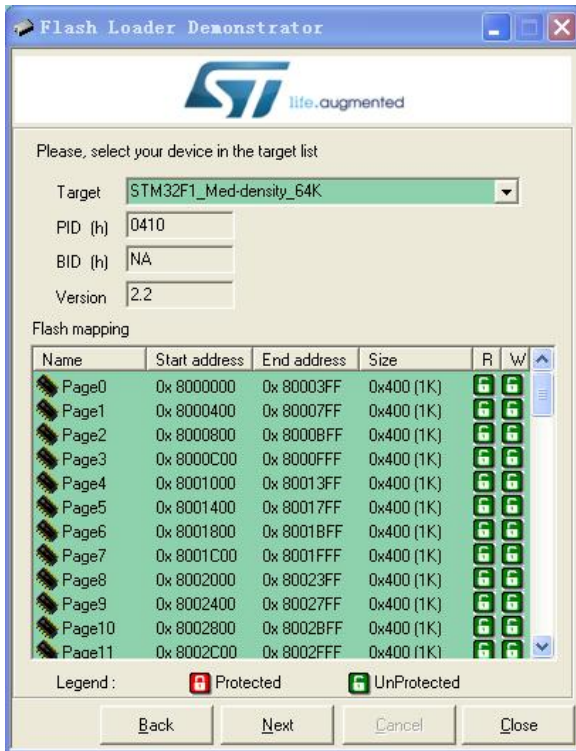 Flash Loader Demonstrator
ST life.augmented
Please, select your device in the target list
Target STM32F1_Med-density_64K
PID (h) 0410
BID (h) NA
Version 2.2
Flash mapping
Name Start address End address Size R W
Page0 0x 8000000 0x 80003FF 0x400 (1K)
Page1 0x 8000400 0x 80007FF 0x400 (1K)
Page2 0x 8000800 0x 8000BFF 0x400 (1K)
Page3 0x 8000C00 0x 8000FFF 0x400 (1K)
Page4 0x 8001000 0x 80013FF 0x400 (1K)
Page5 0x 8001400 0x 80017FF 0x400 (1K)
Page6 0x 8001800 0x 8001BFF 0x400 (1K)
Page7 0x 8001C00 0x 8001FFF 0x400 (1K)
Page8 0x 8002000 0x 80023FF 0x400 (1K)
Page9 0x 8002400 0x 80027FF 0x400 (1K)
Page10 0x 8002800 0x 8002BFF 0x400 (1K)
Page11 0x 8002C00 0x 8002FFF 0x400 (1K)
Legend : Protected UnProtected
Back Next Cancel Close